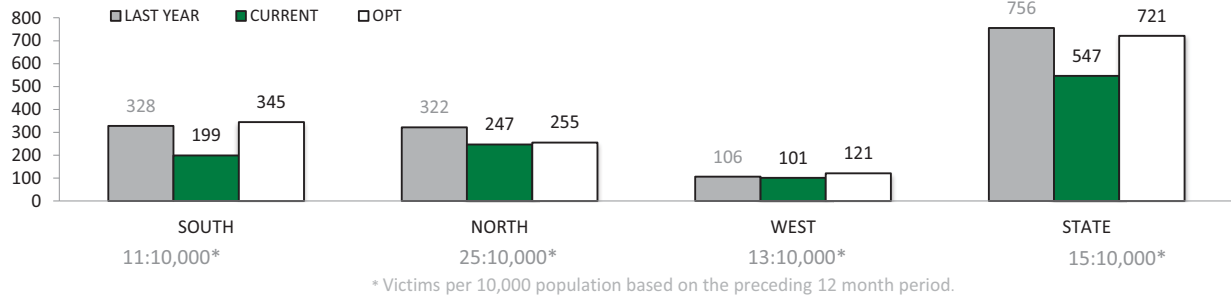 LAST YEAR CURRENT OPT
800
700
600
500
400
300
200
100
0
328 199 345
322 247 255
106 101 121
756 547 721
SOUTH NORTH WEST STATE
11:10,000* 25:10,000* 13:10,000* 15:10,000*
* Victims per 10,000 population based on the preceding 12 month period.